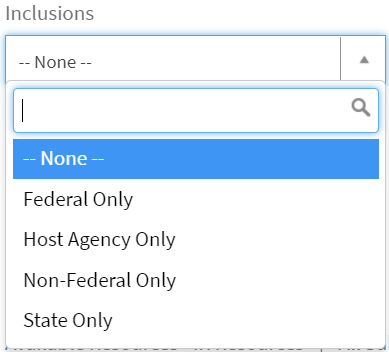 Inclusions
-- None --
-- None --
Federal Only
Host Agency Only
Non-Federal Only
State Only